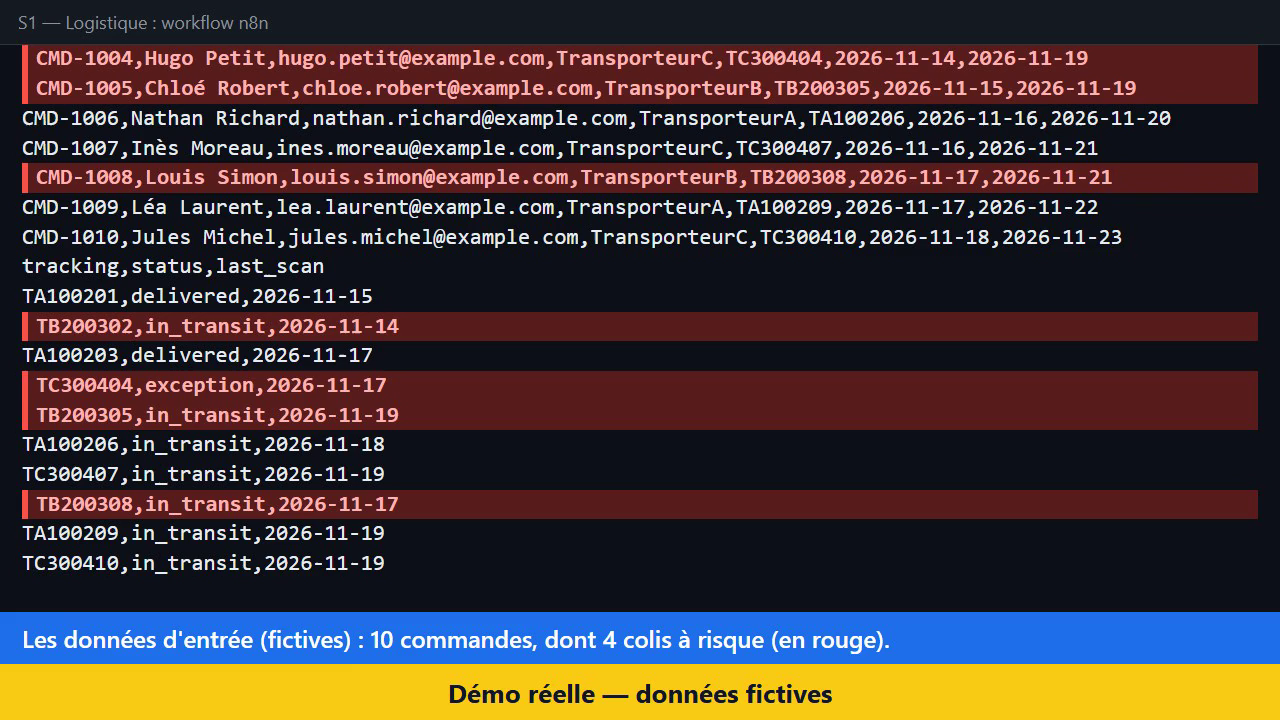 S1 — Logistique : workflow n8n
CMD-1004,Hugo Petit,hugo.petit@example.com,TransporteurC,TC300404,2026-11-14,2026-11-19
CMD-1005,Chloé Robert,chloe.robert@example.com,TransporteurB,TB200305,2026-11-15,2026-11-19
CMD-1006,Nathan Richard,nathan.richard@example.com,TransporteurA,TA100206,2026-11-16,2026-11-20
CMD-1007,Inès Moreau,ines.moreau@example.com,TransporteurC,TC300407,2026-11-16,2026-11-21
CMD-1008,Louis Simon,louis.simon@example.com,TransporteurB,TB200308,2026-11-17,2026-11-21
CMD-1009,Léa Laurent,lea.laurent@example.com,TransporteurA,TA100209,2026-11-17,2026-11-22
CMD-1010,Jules Michel,jules.michel@example.com,TransporteurC,TC300410,2026-11-18,2026-11-23
tracking,status,last_scan
TA100201,delivered,2026-11-15
TB200302,in_transit,2026-11-14
TA100203,delivered,2026-11-17
TC300404,exception,2026-11-17
TB200305,in_transit,2026-11-19
TA100206,in_transit,2026-11-18
TC300407,in_transit,2026-11-19
TB200308,in_transit,2026-11-17
TA100209,in_transit,2026-11-19
TC300410,in_transit,2026-11-19
Les données d'entrée (fictives) : 10 commandes, dont 4 colis à risque (en rouge).
Démo réelle — données fictives